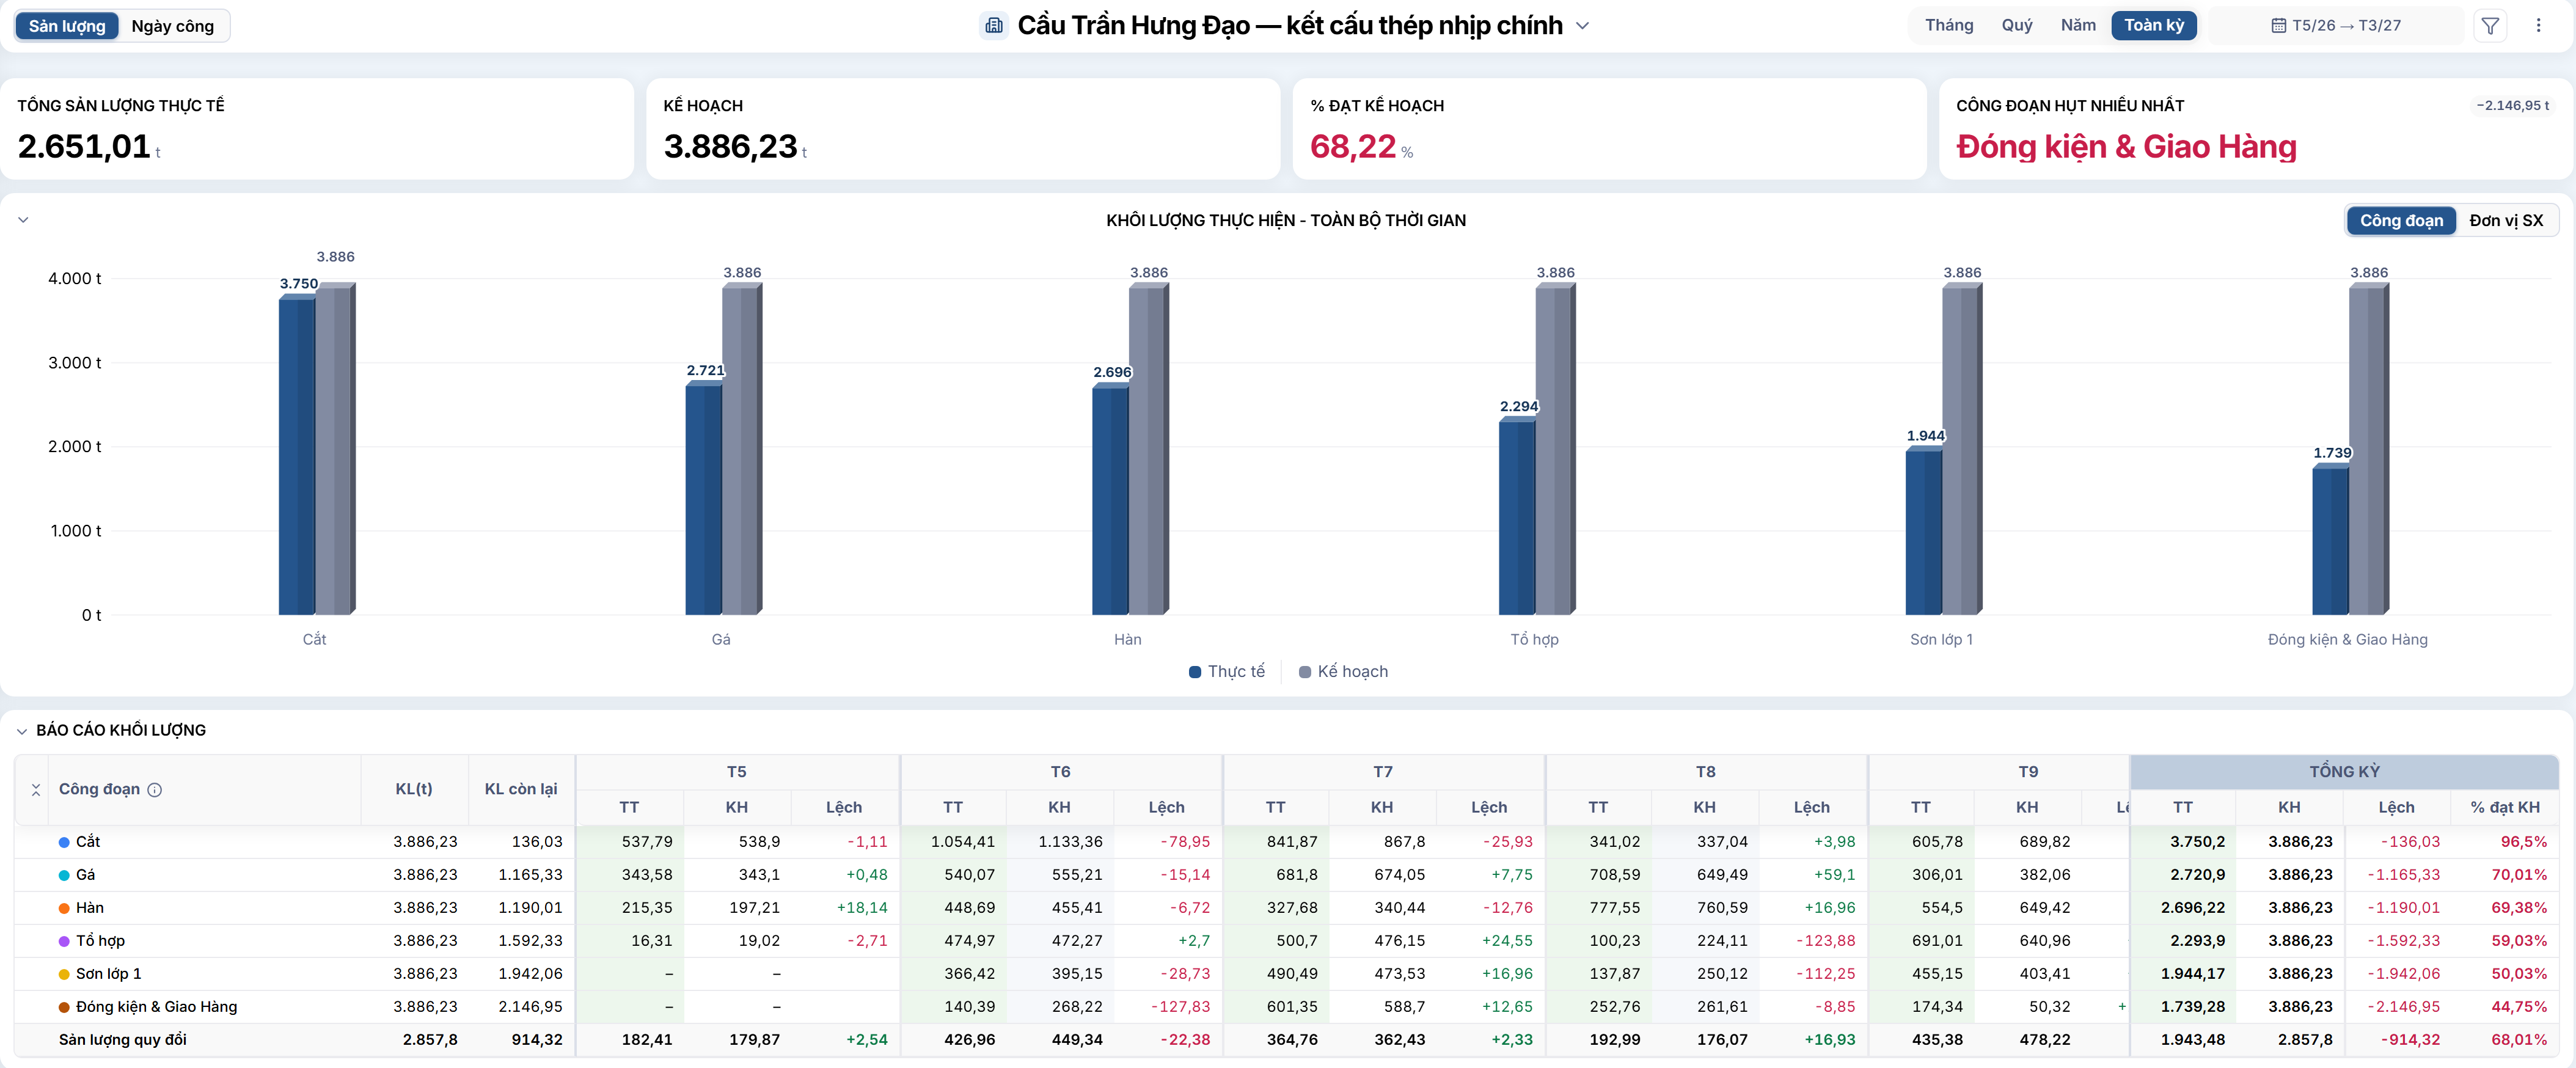 Sản lượng Ngày công
Cầu Trần Hưng Đạo — kết cấu thép nhịp chính
Tháng Quý Năm Toàn kỳ
T5/26 → T3/27
TỔNG SẢN LƯỢNG THỰC TẾ
2.651,01 t
KẾ HOẠCH
3.886,23 t
% ĐẠT KẾ HOẠCH
68,22 %
CÔNG ĐOẠN HỤT NHIỀU NHẤT −2.146,95 t
Đóng kiện & Giao Hàng
KHỐI LƯỢNG THỰC HIỆN - TOÀN BỘ THỜI GIAN
Công đoạn Đơn vị SX
4.000 t
3.000 t
2.000 t
1.000 t
0 t
3.750 3.886
2.721 3.886
2.696 3.886
2.294 3.886
1.944 3.886
1.739 3.886
Cắt Gá Hàn Tổ hợp Sơn lớp 1 Đóng kiện & Giao Hàng
Thực tế Kế hoạch
BÁO CÁO KHỐI LƯỢNG
Công đoạn KL(t) KL còn lại T5 T6 T7 T8 T9 TỔNG KỲ
TT KH Lệch TT KH Lệch TT KH Lệch TT KH Lệch TT KH TT KH Lệch % đạt KH
Cắt 3.886,23 136,03 537,79 538,9 -1,11 1.054,41 1.133,36 -78,95 841,87 867,8 -25,93 341,02 337,04 +3,98 605,78 689,82 3.750,2 3.886,23 -136,03 96,5%
Gá 3.886,23 1.165,33 343,58 343,1 +0,48 540,07 555,21 -15,14 681,8 674,05 +7,75 708,59 649,49 +59,1 306,01 382,06 2.720,9 3.886,23 -1.165,33 70,01%
Hàn 3.886,23 1.190,01 215,35 197,21 +18,14 448,69 455,41 -6,72 327,68 340,44 -12,76 777,55 760,59 +16,96 554,5 649,42 2.696,22 3.886,23 -1.190,01 69,38%
Tổ hợp 3.886,23 1.592,33 16,31 19,02 -2,71 474,97 472,27 +2,7 500,7 476,15 +24,55 100,23 224,11 -123,88 691,01 640,96 2.293,9 3.886,23 -1.592,33 59,03%
Sơn lớp 1 3.886,23 1.942,06 – – 366,42 395,15 -28,73 490,49 473,53 +16,96 137,87 250,12 -112,25 455,15 403,41 1.944,17 3.886,23 -1.942,06 50,03%
Đóng kiện & Giao Hàng 3.886,23 2.146,95 – – 140,39 268,22 -127,83 601,35 588,7 +12,65 252,76 261,61 -8,85 174,34 50,32 + 1.739,28 3.886,23 -2.146,95 44,75%
Sản lượng quy đổi 2.857,8 914,32 182,41 179,87 +2,54 426,96 449,34 -22,38 364,76 362,43 +2,33 192,99 176,07 +16,93 435,38 478,22 1.943,48 2.857,8 -914,32 68,01%